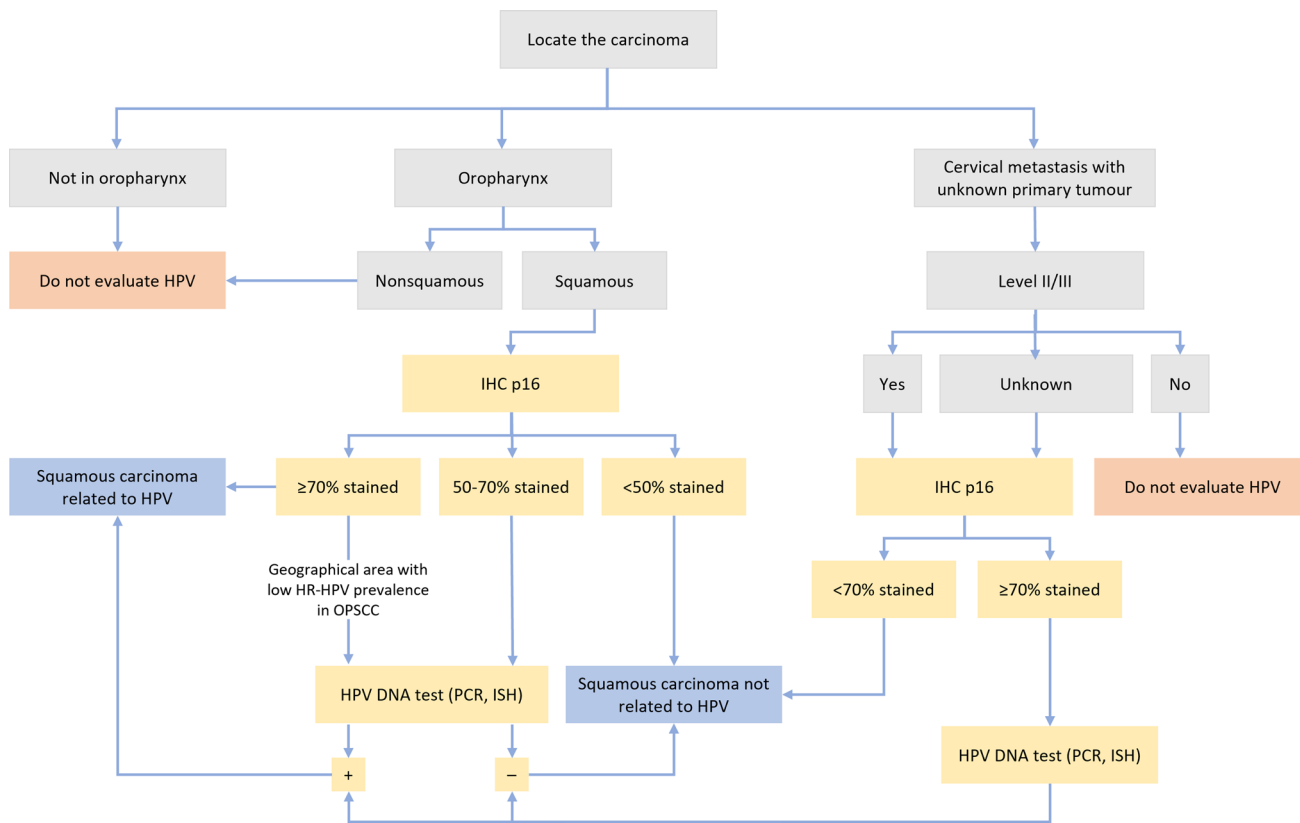 Locate the carcinoma
Not in oropharynx
Oropharynx
Cervical metastasis with
unknown primary tumour
Do not evaluate HPV
Nonsquamous
Squamous
Level II/III
IHC p16
Yes
Unknown
No
Squamous carcinoma
related to HPV
≥70% stained
50-70% stained
<50% stained
IHC p16
Do not evaluate HPV
Geographical area with
low HR-HPV prevalence
in OPSCC
<70% stained
≥70% stained
HPV DNA test (PCR, ISH)
Squamous carcinoma not
related to HPV
HPV DNA test (PCR, ISH)
+
–